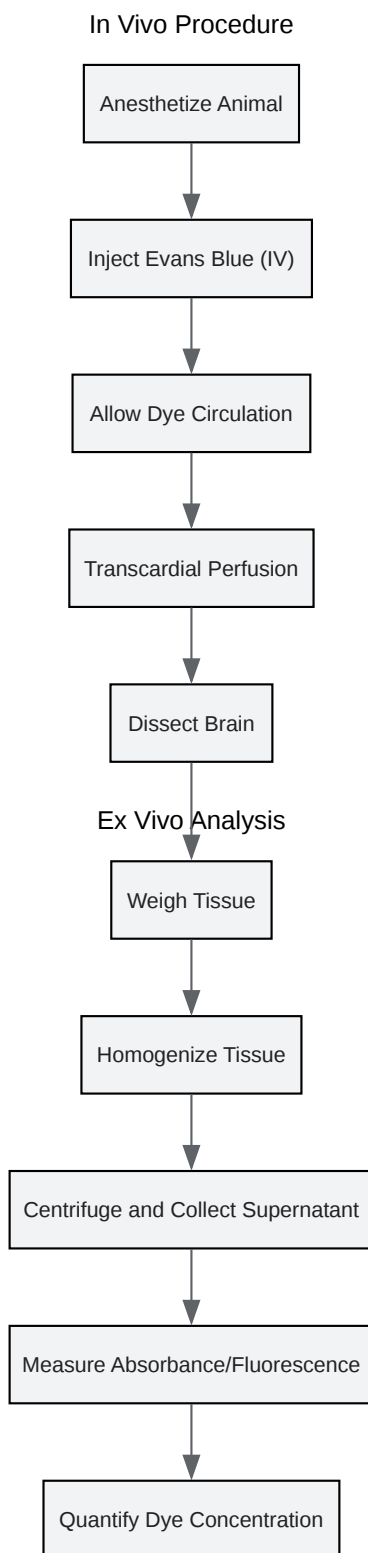 In Vivo Procedure
Anesthetize Animal
Inject Evans Blue (IV)
Allow Dye Circulation
Transcardial Perfusion
Dissect Brain
Ex Vivo Analysis
Weigh Tissue
Homogenize Tissue
Centrifuge and Collect Supernatant
Measure Absorbance/Fluorescence
Quantify Dye Concentration